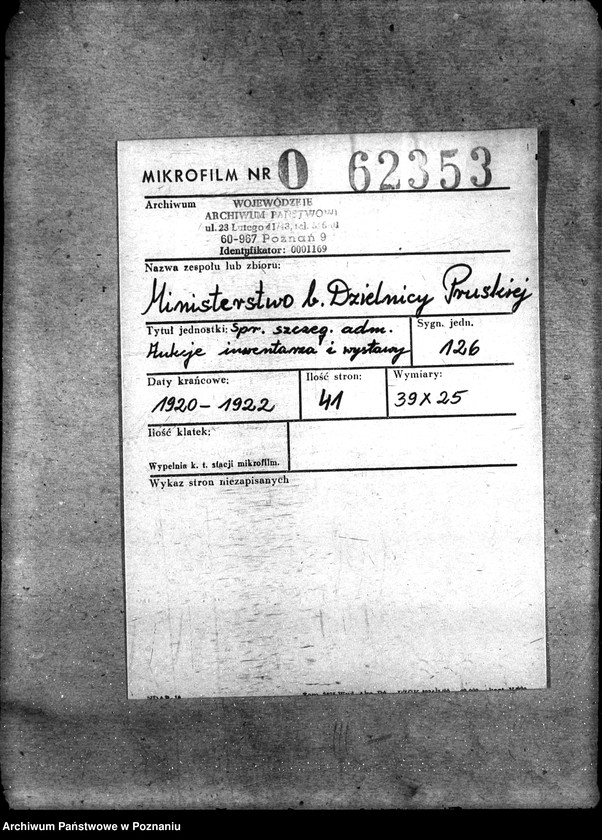 MIKROFILM NR 0 62353
Archiwum
WOJEWÓDZKIE
ARCHIWUM PAŃSTWOWE
ul. 23 Lutego 41/43, tel.
60-967 Poznań 9
Identyfikator: 0001169
Nazwa zespołu lub zbioru:
Ministerstwo b. Dzielnicy Pruskiej
Tytuł jednostki: Spr. szczeg. adm.
Aukcje inwentarza i wystawy
Sygn. jedn.
126
Daty krańcowe:
1920 - 1922
Ilość stron:
41
Wymiary:
39 x 25
Ilość klatek:
Wypełnia k. t. stacji mikrofilm.
Wykaz stron niezapisanych
Archiwum Państwowe w Poznaniu